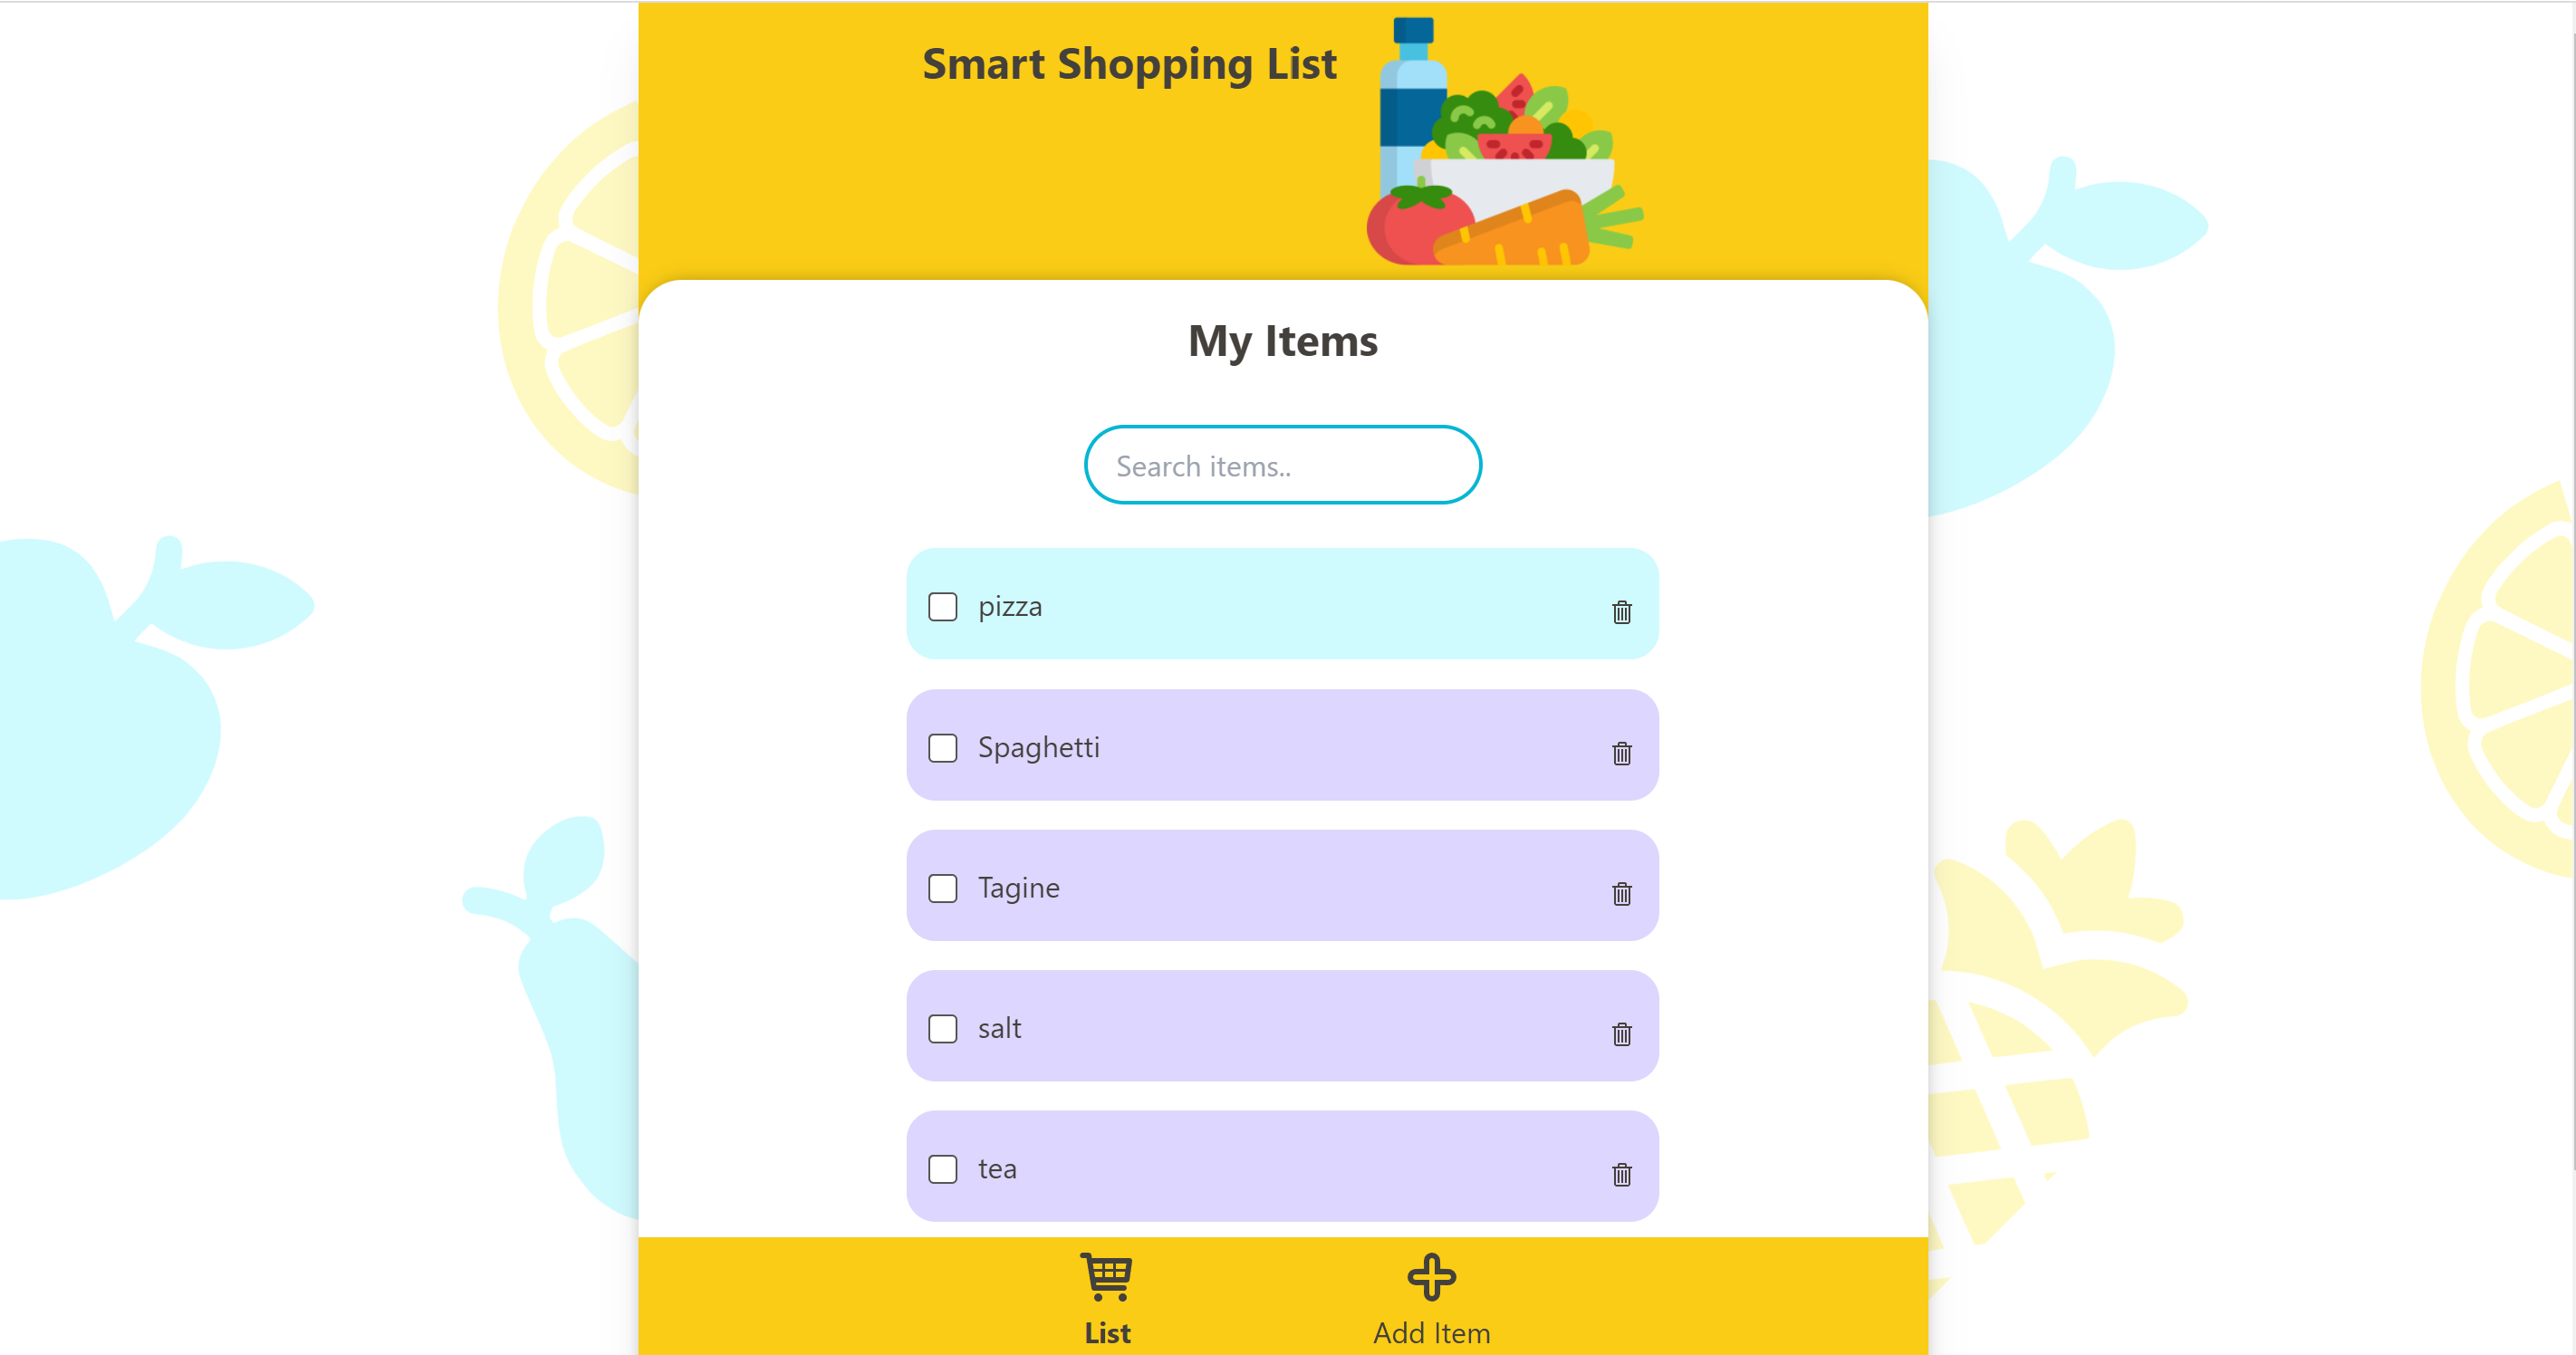 Smart Shopping List
My Items
Search items..
pizza
Spaghetti
Tagine
salt
tea
List
Add Item